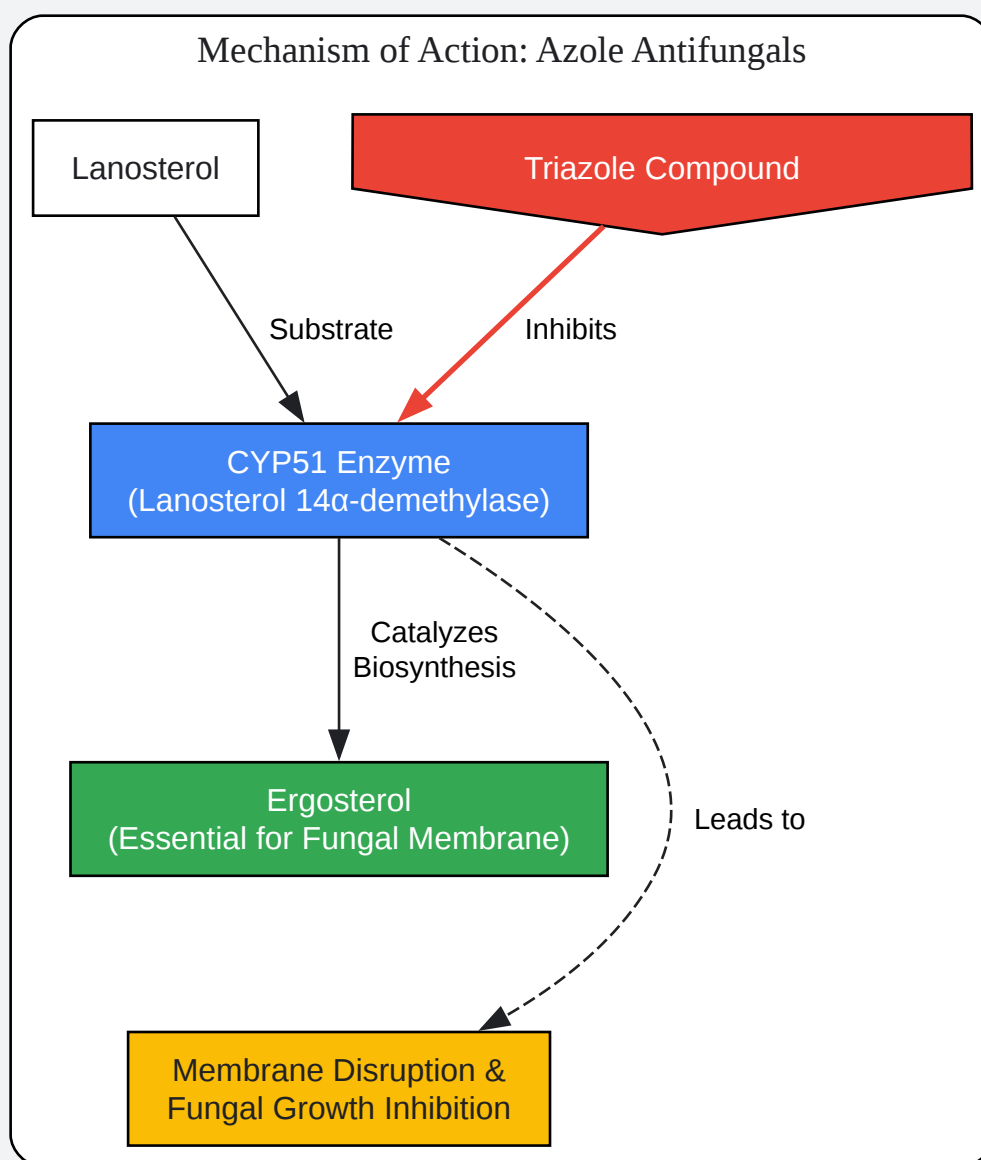 Mechanism of Action: Azole Antifungals
Lanosterol
Triazole Compound
Substrate
Inhibits
CYP51 Enzyme
(Lanosterol 14α-demethylase)
Catalyzes
Biosynthesis
Ergosterol
(Essential for Fungal Membrane)
Leads to
Membrane Disruption &
Fungal Growth Inhibition